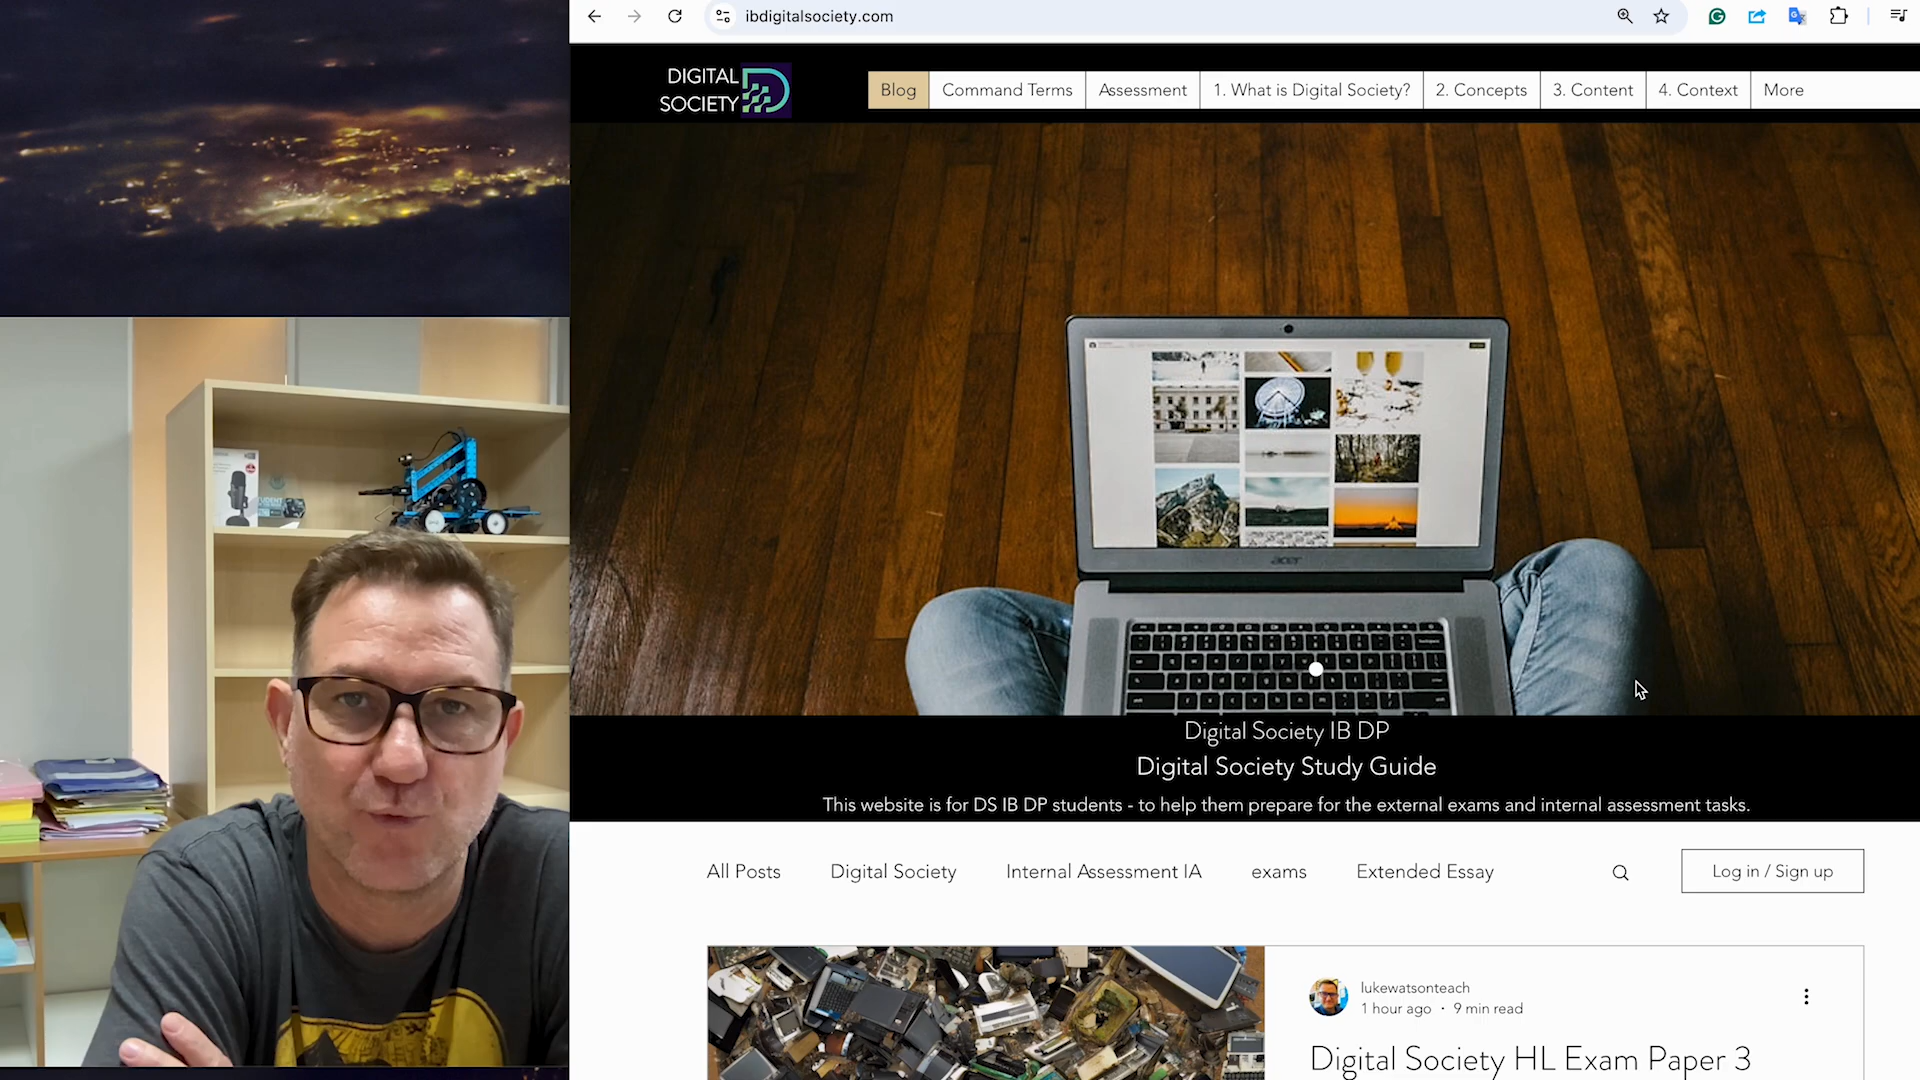 ibdigitalsociety.com
DIGITAL
SOCIETY
Blog
Command Terms
Assessment
1. What is Digital Society?
2. Concepts
3. Content
4. Context
More
acer
Digital Society IB DP
Digital Society Study Guide
This website is for DS IB DP students - to help them prepare for the external exams and internal assessment tasks.
All Posts
Digital Society
Internal Assessment IA
exams
Extended Essay
Log in / Sign up
lukewatsonteach
1 hour ago · 9 min read
Digital Society HL Exam Paper 3